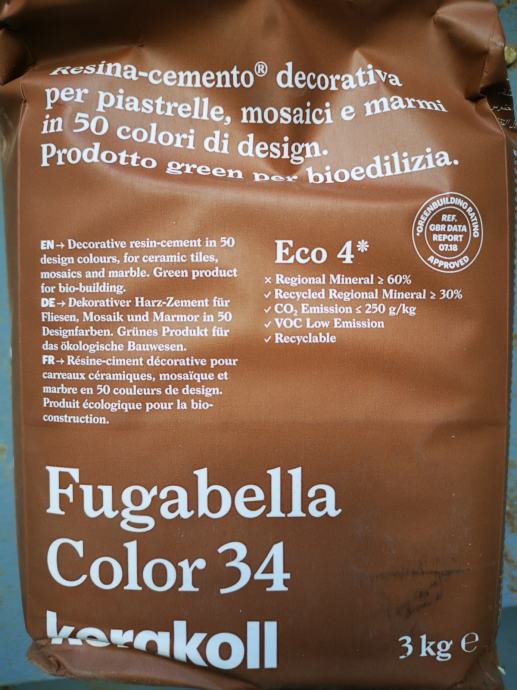 Resina-cemento® decorativa
per piastrelle, mosaici e marmi
in 50 colori di design.
Prodotto green per bioedilizia.
GREENBUILDING RATING
REF.
GBR DATA
REPORT
07.18
APPROVED
EN→ Decorative resin-cement in 50
design colours, for ceramic tiles,
mosaics and marble. Green product
for bio-building.
DE→ Dekorativer Harz-Zement für
Fliesen, Mosaik und Marmor in 50
Designfarben. Grünes Produkt für
das ökologische Bauwesen.
FR→ Résine-ciment décorative pour
carreaux céramiques, mosaïque et
marbre en 50 couleurs de design.
Produit écologique pour la bio-
construction.
Eco 4*
× Regional Mineral ≥ 60%
✓ Recycled Regional Mineral ≥ 30%
✓ CO₂ Emission ≤ 250 g/kg
✓ VOC Low Emission
✓ Recyclable
Fugabella
Color 34
kerakoll
3 kg e